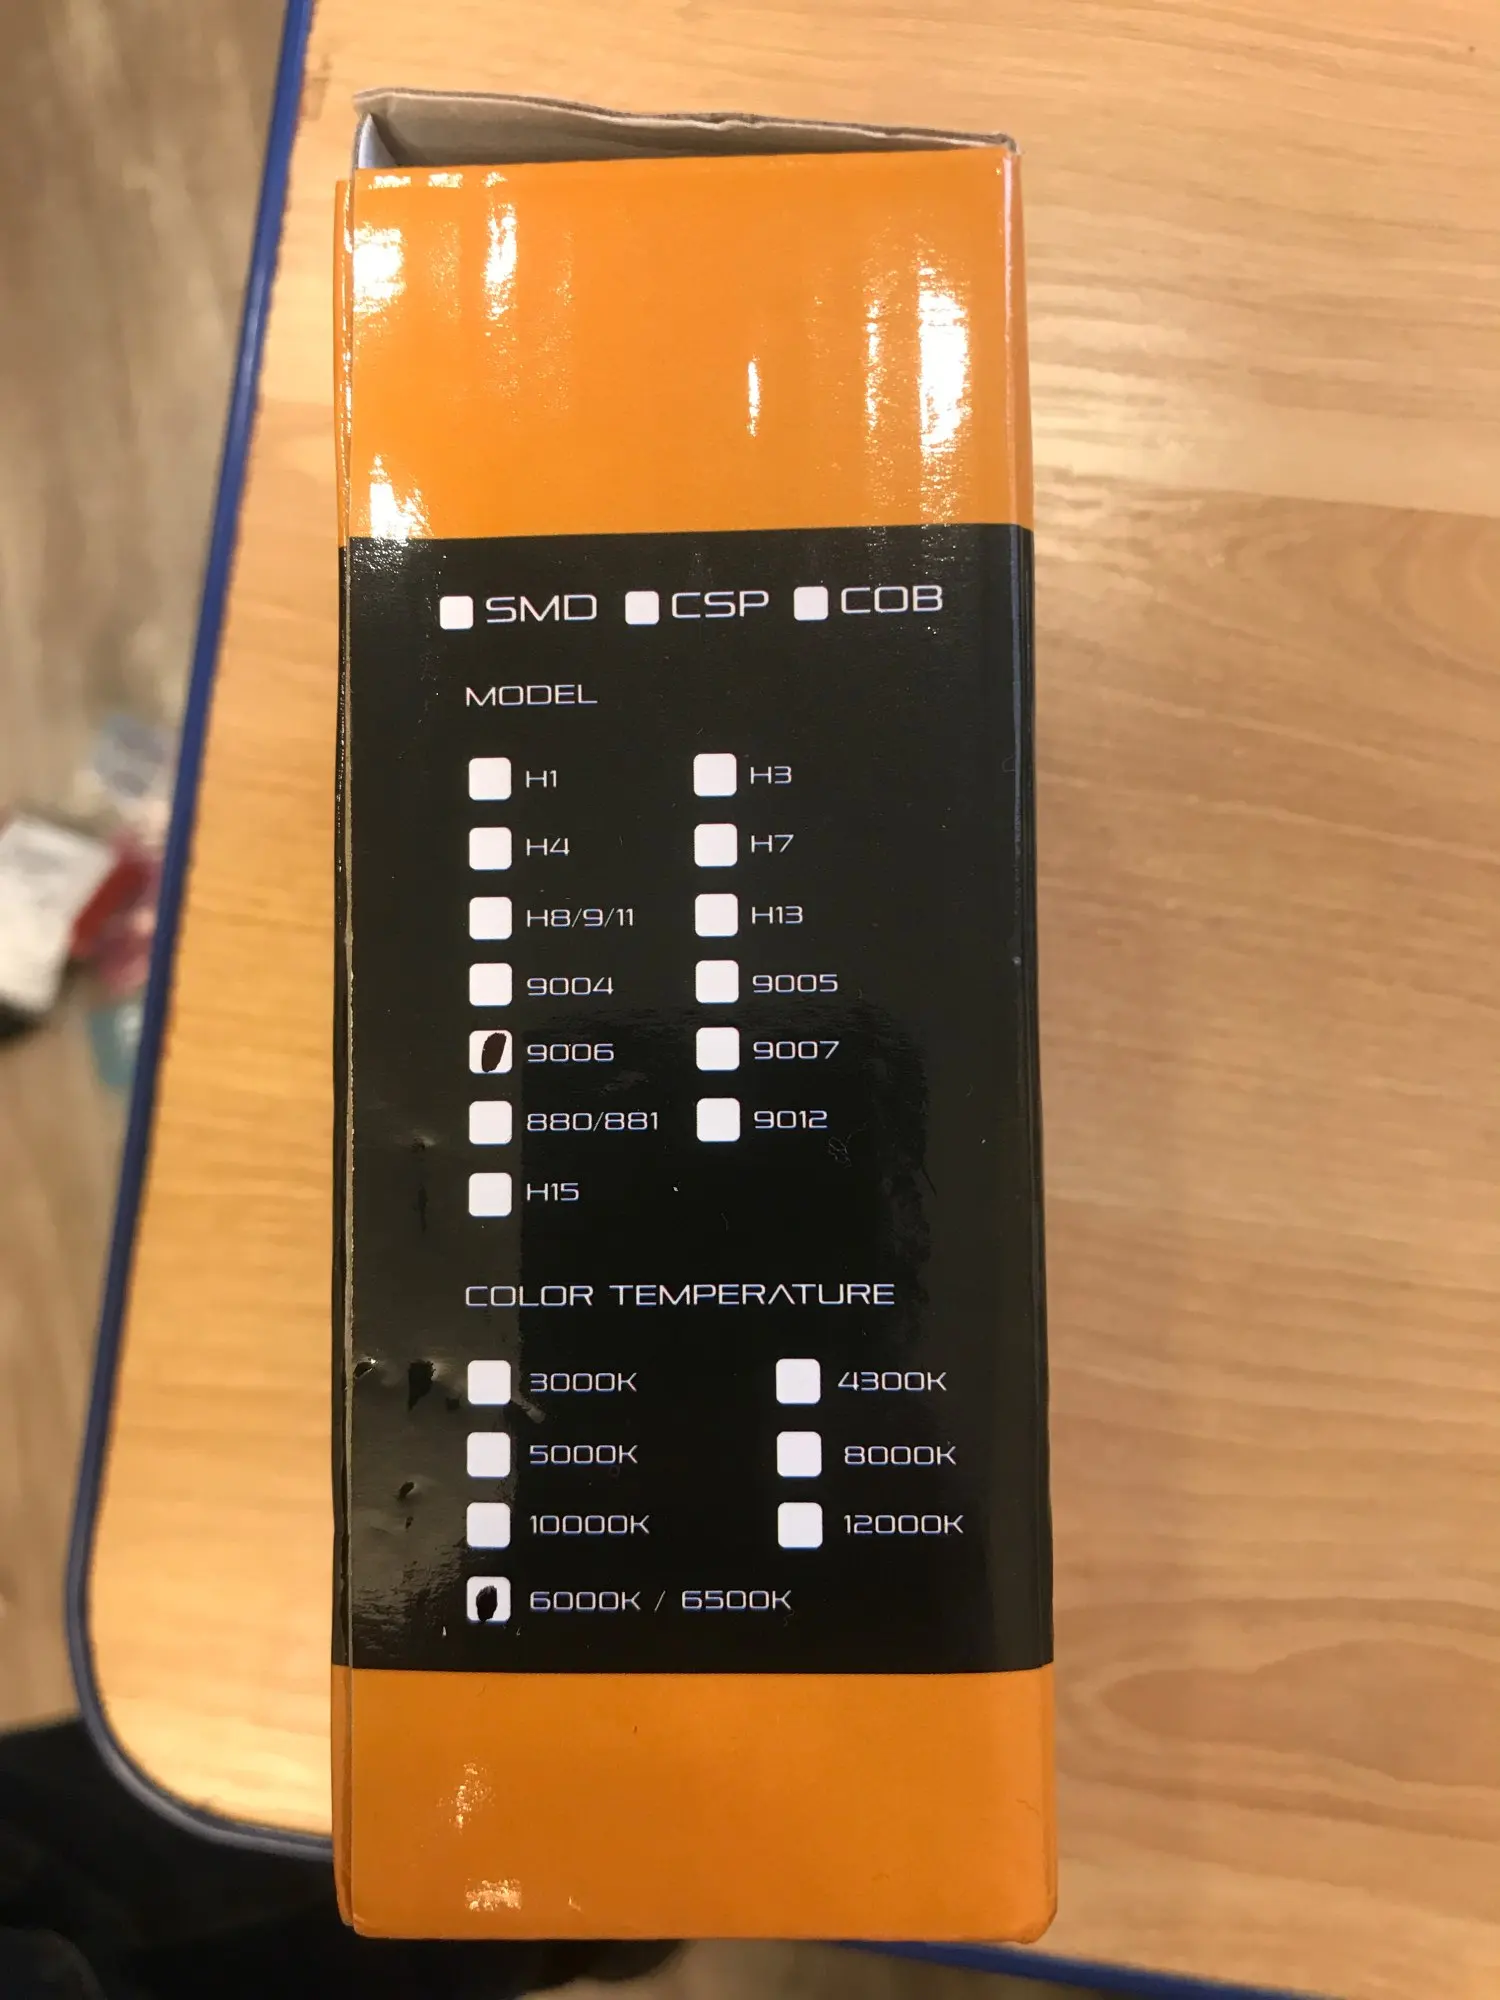 SMD CSP COB
MODEL
H1 H3
H4 H7
H8/9/11 H13
9004 9005
9006 9007
880/881 9012
H15
COLOR TEMPERATURE
3000K 4300K
5000K 8000K
10000K 12000K
6000K / 6500K